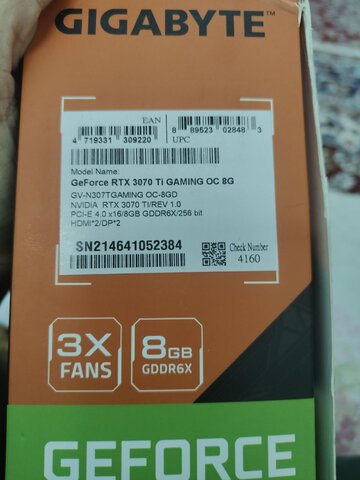 GIGABYTE™
EAN
4 719331 309220
8 89523 02848 3
UPC
Model Name:
GeForce RTX 3070 Ti GAMING OC 8G
GV-N307TGAMING OC-8GD
NVIDIA RTX 3070 TI/REV 1.0
PCI-E 4.0 x16/8GB GDDR6X/256 bit
HDMI*2/DP*2
SN214641052384
Check Number
4160
3X
FANS
8GB
GDDR6X
GEFORCE